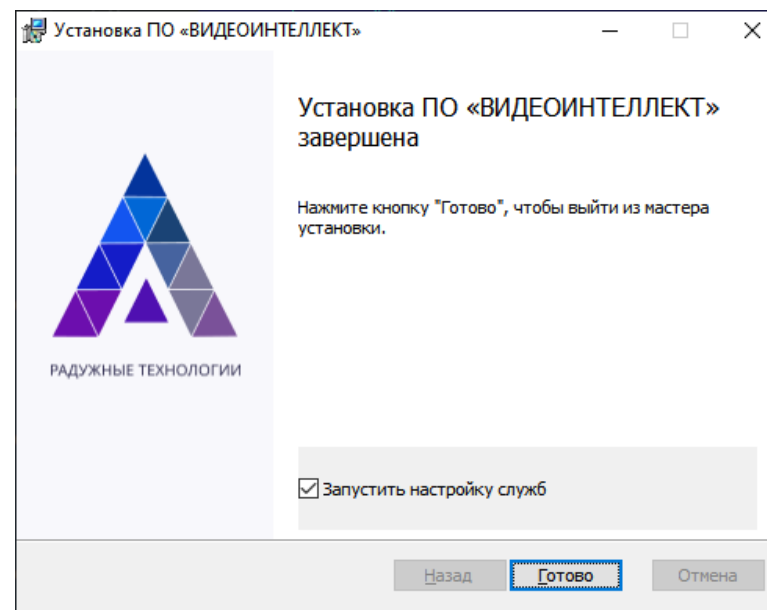 Установка ПО «ВИДЕОИНТЕЛЛЕКТ»
Установка ПО «ВИДЕОИНТЕЛЛЕКТ»
завершена
Нажмите кнопку "Готово", чтобы выйти из мастера
установки.
РАДУЖНЫЕ ТЕХНОЛОГИИ
Запустить настройку служб
Назад Готово Отмена